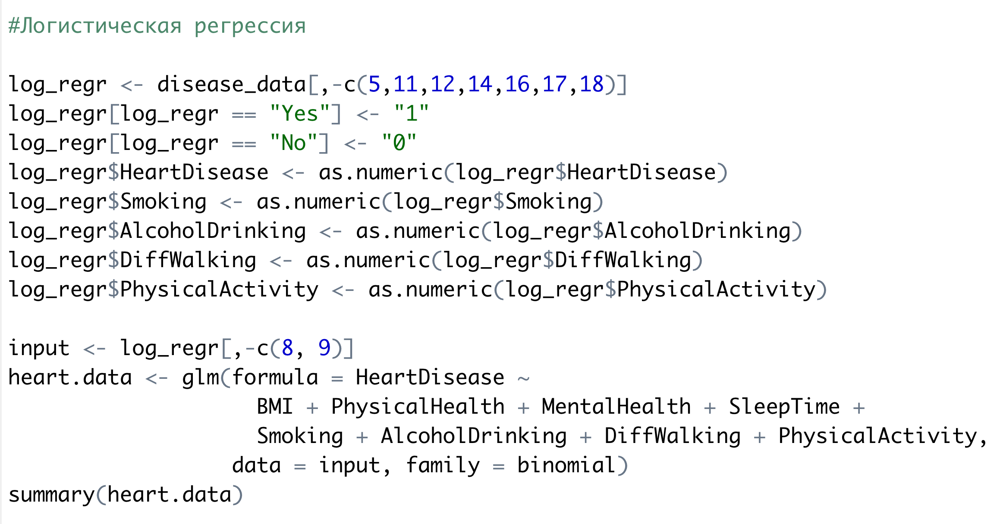 #Логистическая регрессия
log_regr <- disease_data[,-c(5,11,12,14,16,17,18)]
log_regr[log_regr == "Yes"] <- "1"
log_regr[log_regr == "No"] <- "0"
log_regr$HeartDisease <- as.numeric(log_regr$HeartDisease)
log_regr$Smoking <- as.numeric(log_regr$Smoking)
log_regr$AlcoholDrinking <- as.numeric(log_regr$AlcoholDrinking)
log_regr$DiffWalking <- as.numeric(log_regr$DiffWalking)
log_regr$PhysicalActivity <- as.numeric(log_regr$PhysicalActivity)
input <- log_regr[,-c(8, 9)]
heart.data <- glm(formula = HeartDisease ~
BMI + PhysicalHealth + MentalHealth + SleepTime +
Smoking + AlcoholDrinking + DiffWalking + PhysicalActivity,
data = input, family = binomial)
summary(heart.data)